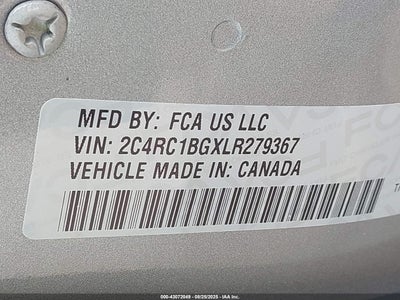 MFD BY: FCA US LLC
VIN: 2C4RC1BGXLR279367
VEHICLE MADE IN: CANADA
000-43072049 - 08/29/2025 - IAA Inc.